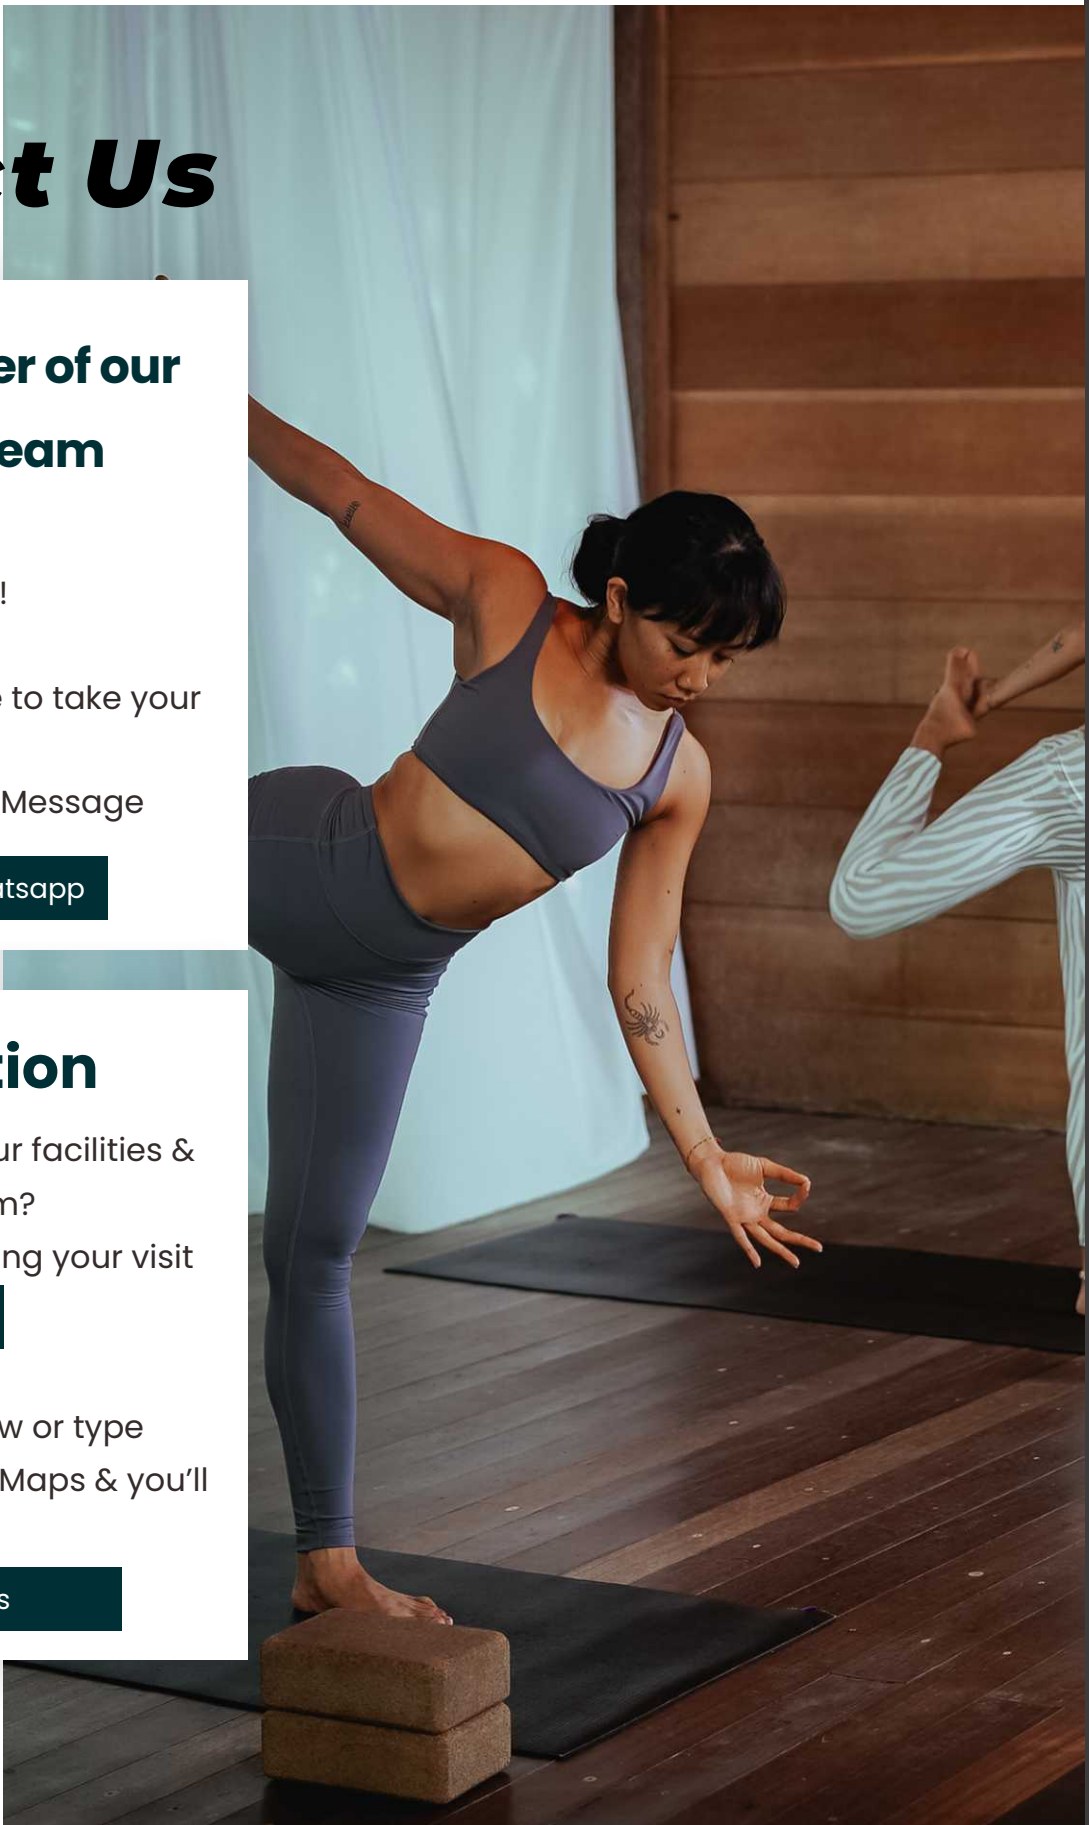 t Us
er of our
eam
!
to take your
Message
atsapp
tion
ur facilities &
m?
ng your visit
w or type
Maps & you'll
s